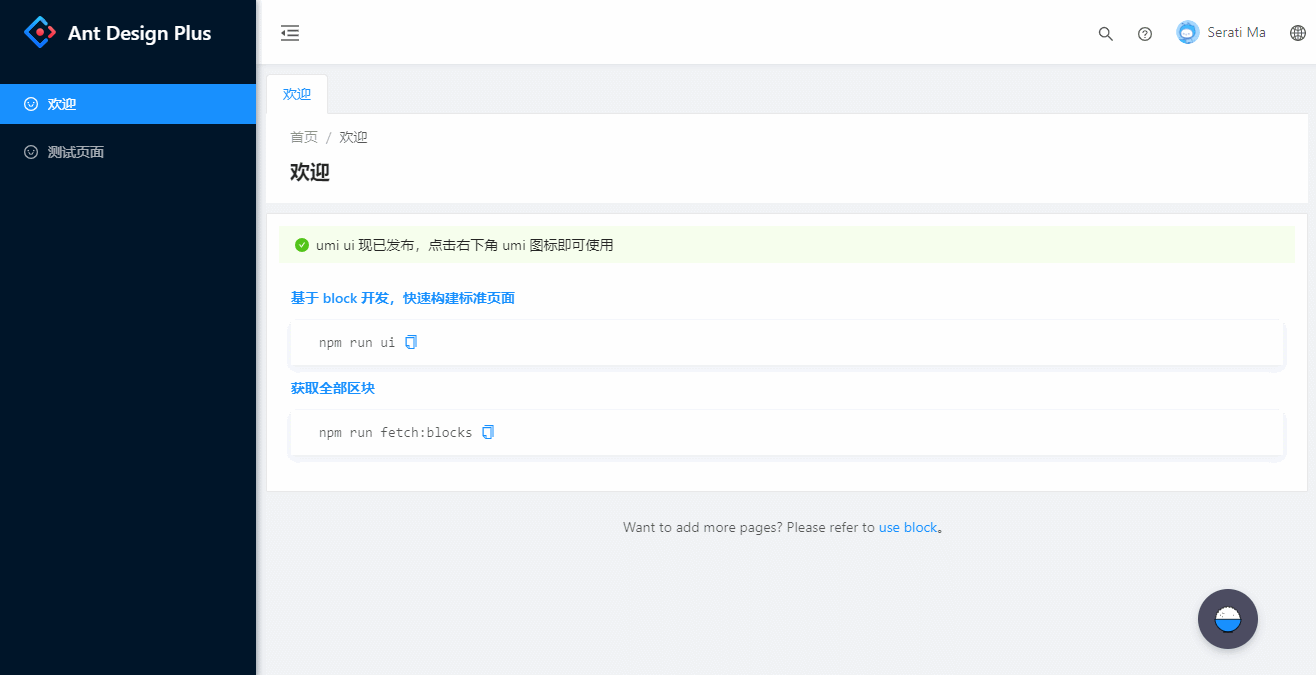 Ant Design Plus
Serati Ma
欢迎
测试页面
欢迎
首页 / 欢迎
欢迎
umi ui 现已发布，点击右下角 umi 图标即可使用
基于 block 开发，快速构建标准页面
npm run ui
获取全部区块
npm run fetch:blocks
Want to add more pages? Please refer to use block。